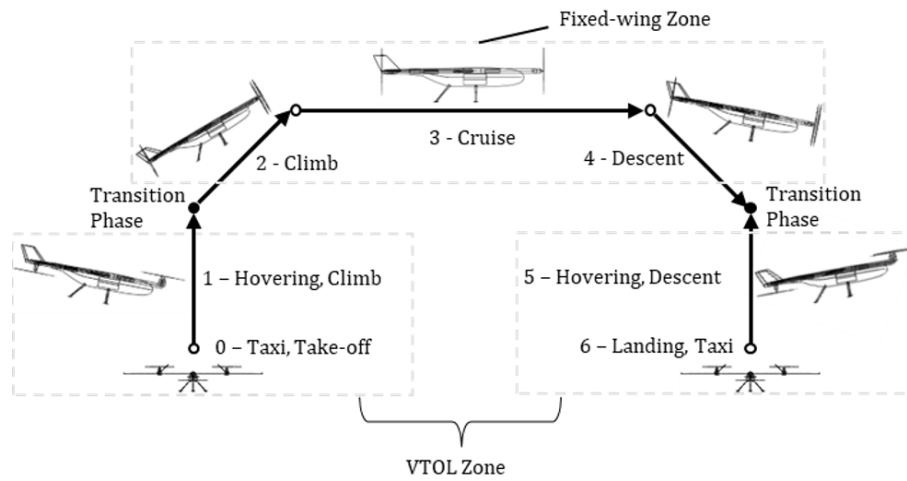 Fixed-wing Zone
3 - Cruise
2 - Climb
4 - Descent
Transition
Phase
Transition
Phase
1 – Hovering, Climb
5 – Hovering, Descent
0 – Taxi, Take-off
6 – Landing, Taxi
VTOL Zone